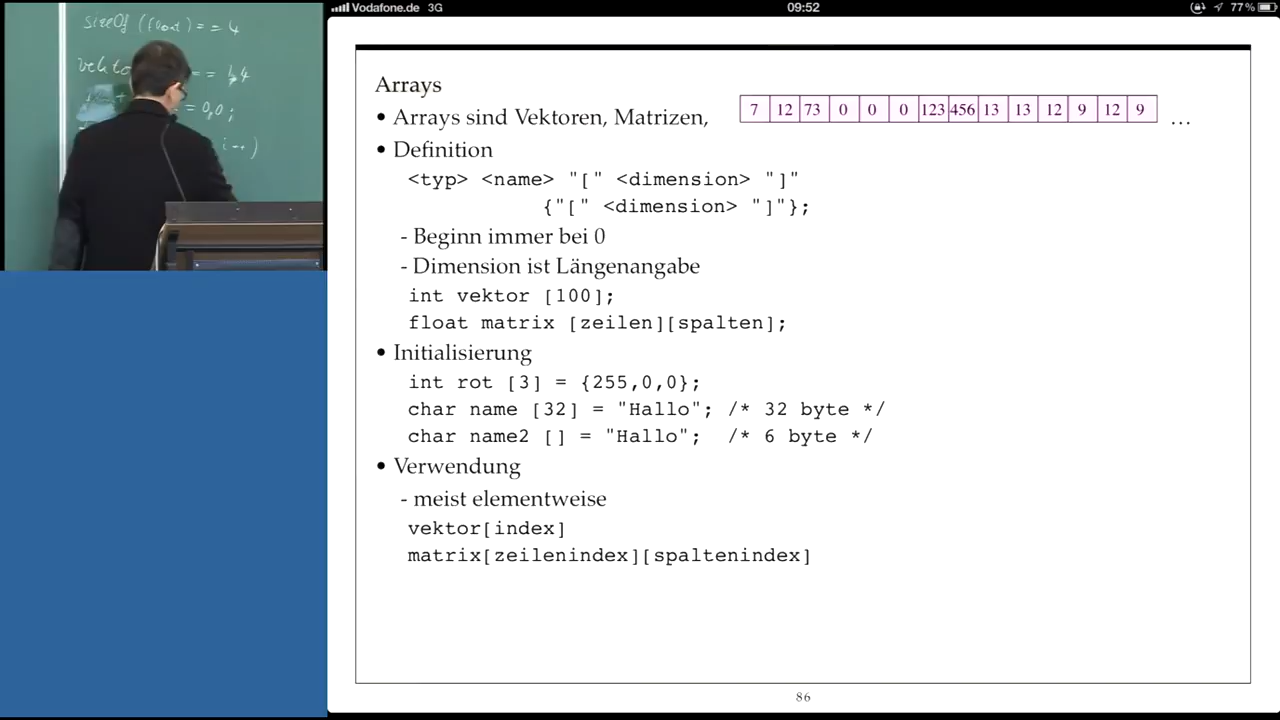 sizeOf (float) == 4
= 0,0;
Vodafone.de 3G
09:52
77%
Arrays
• Arrays sind Vektoren, Matrizen,
7 12 73 0 0 0 123 456 13 13 12 9 12 9 ...
• Definition
<typ> <name> "[" <dimension> "]"
{"[" <dimension> "]"};
- Beginn immer bei 0
- Dimension ist Längenangabe
int vektor [100];
float matrix [zeilen][spalten];
• Initialisierung
int rot [3] = {255,0,0};
char name [32] = "Hallo"; /* 32 byte */
char name2 [] = "Hallo"; /* 6 byte */
• Verwendung
- meist elementweise
vektor[index]
matrix[zeilenindex][spaltenindex]
86